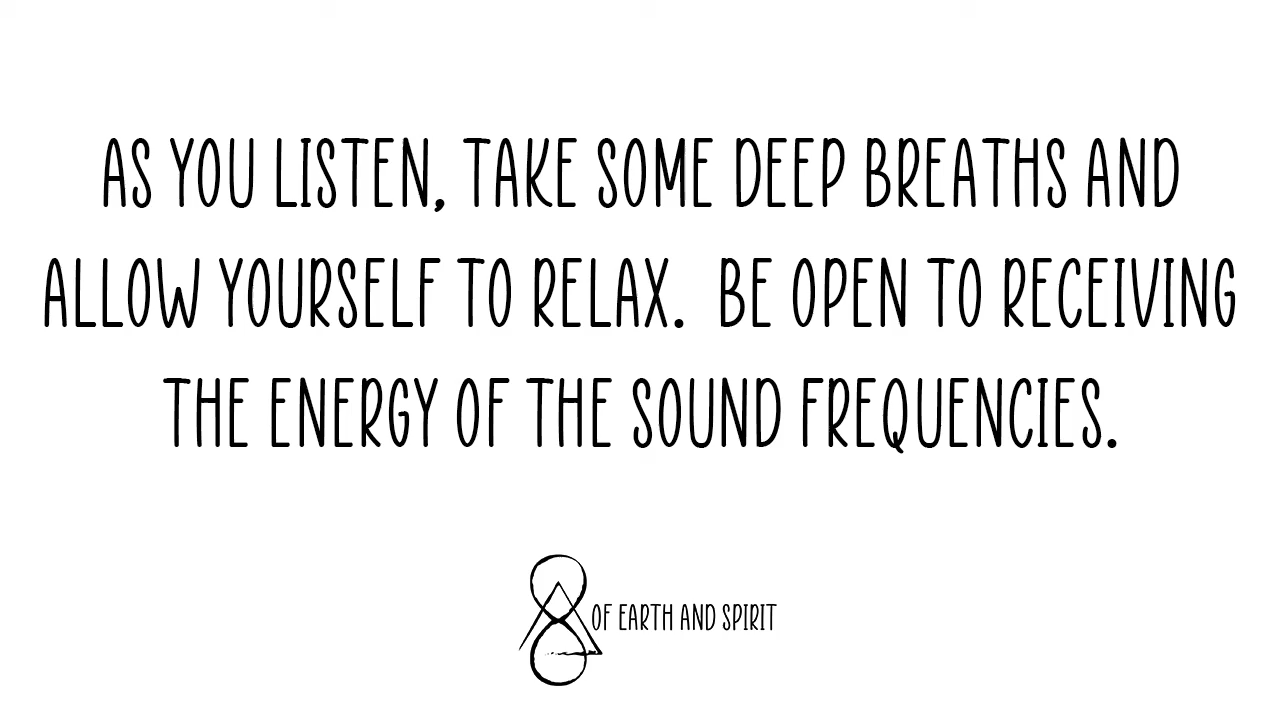 AS YOU LISTEN, TAKE SOME DEEP BREATHS AND
ALLOW YOURSELF TO RELAX.  BE OPEN TO RECEIVING
THE ENERGY OF THE SOUND FREQUENCIES.
OF EARTH AND SPIRIT